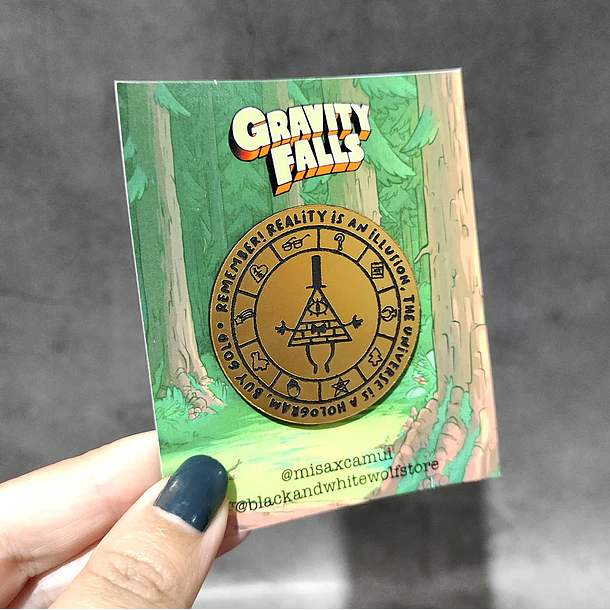 GRAVITY
FALLS
REMEMBER! REALITY IS AN ILLUSION, THE UNIVERSE IS A HOLOGRAM, BUY GOLD •
@misaxcamui
@blackandwhitewolfstore